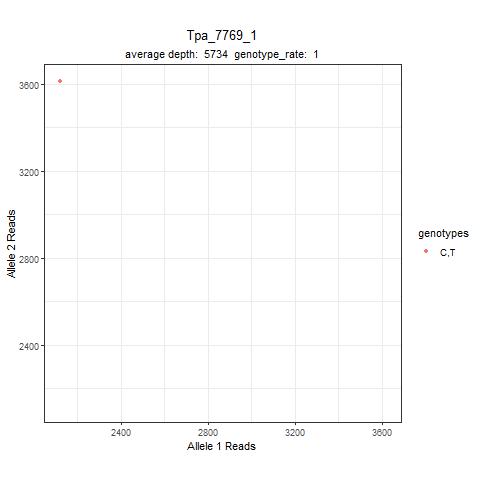 Tpa_7769_1
average depth:  5734  genotype_rate:  1
3600
3200
2800
2400
Allele 2 Reads
2400 2800 3200 3600
Allele 1 Reads
genotypes
C,T